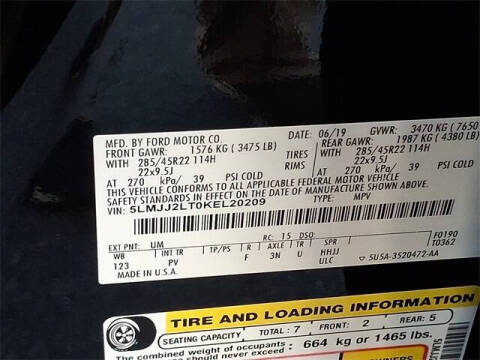 MFD. BY FORD MOTOR CO.
DATE: 06/19 GVWR: 3470 KG (7650
FRONT GAWR: 1576 KG (3475 LB) REAR GAWR: 1987 KG (4380 LB)
WITH 285/45R22 114H TIRES WITH 285/45R22 114H
22x9.5J RIMS 22x9.5J
AT 270 kPa/ 39 PSI COLD AT 270 kPa/ 39 PSI COLD
THIS VEHICLE CONFORMS TO ALL APPLICABLE FEDERAL MOTOR VEHICLE
SAFETY STANDARDS IN EFFECT ON THE DATE OF MANUFACTURE SHOWN ABOVE.
VIN: 5LMJJ2LT0KEL20209 TYPE: MPV
EXT PNT: UM RC: 15 DSO: F0190
WB INT TR TP/PS R AXLE TR SPR T0362
123 PV F 3N U HHJJ
MADE IN U.S.A. ULC 5U5A-3520472-AA
TIRE AND LOADING INFORMATION
SEATING CAPACITY TOTAL: 7 FRONT: 2 REAR: 5
The combined weight of occupants 664 kg or 1465 lbs.